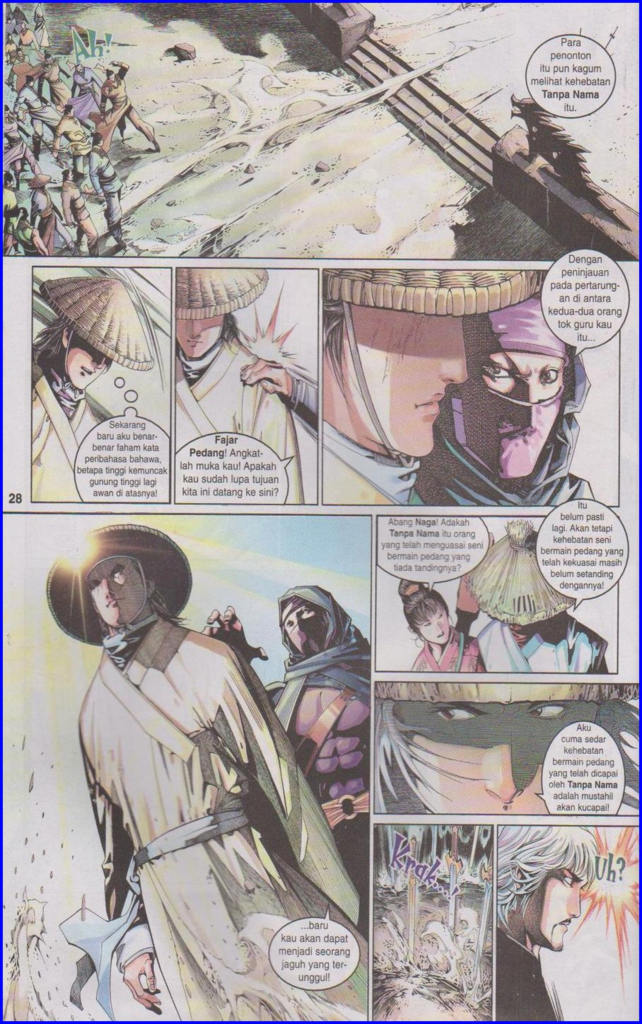 Ah!
Para
penonton
itu pun kagum
melihat kehebatan
Tanpa Nama
itu.
Dengan
peninjauan
pada pertarung-
an di antara
kedua-dua orang
tok guru kau
itu...
Sekarang
baru aku benar-
benar faham kata
peribahasa bahawa,
betapa tinggi kemuncak
gunung tinggi lagi
awan di atasnya!
Fajar
Pedang! Angkat-
lah muka kau! Apakah
kau sudah lupa tujuan
kita ini datang ke sini?
28
...baru
kau akan dapat
menjadi seorang
jaguh yang ter-
unggul!
Abang Naga! Adakah
Tanpa Nama itu orang
yang telah menguasai seni
bermain pedang yang
tiada tandingnya?
Itu
belum pasti
lagi. Akan tetapi
kehebatan seni
bermain pedang yang
telah kekuasai masih
belum setanding
dengannya!
Aku
cuma sedar
kehebatan
bermain pedang
yang telah dicapai
oleh Tanpa Nama
adalah mustahil
akan kucapai!
Krak...!
Uh?